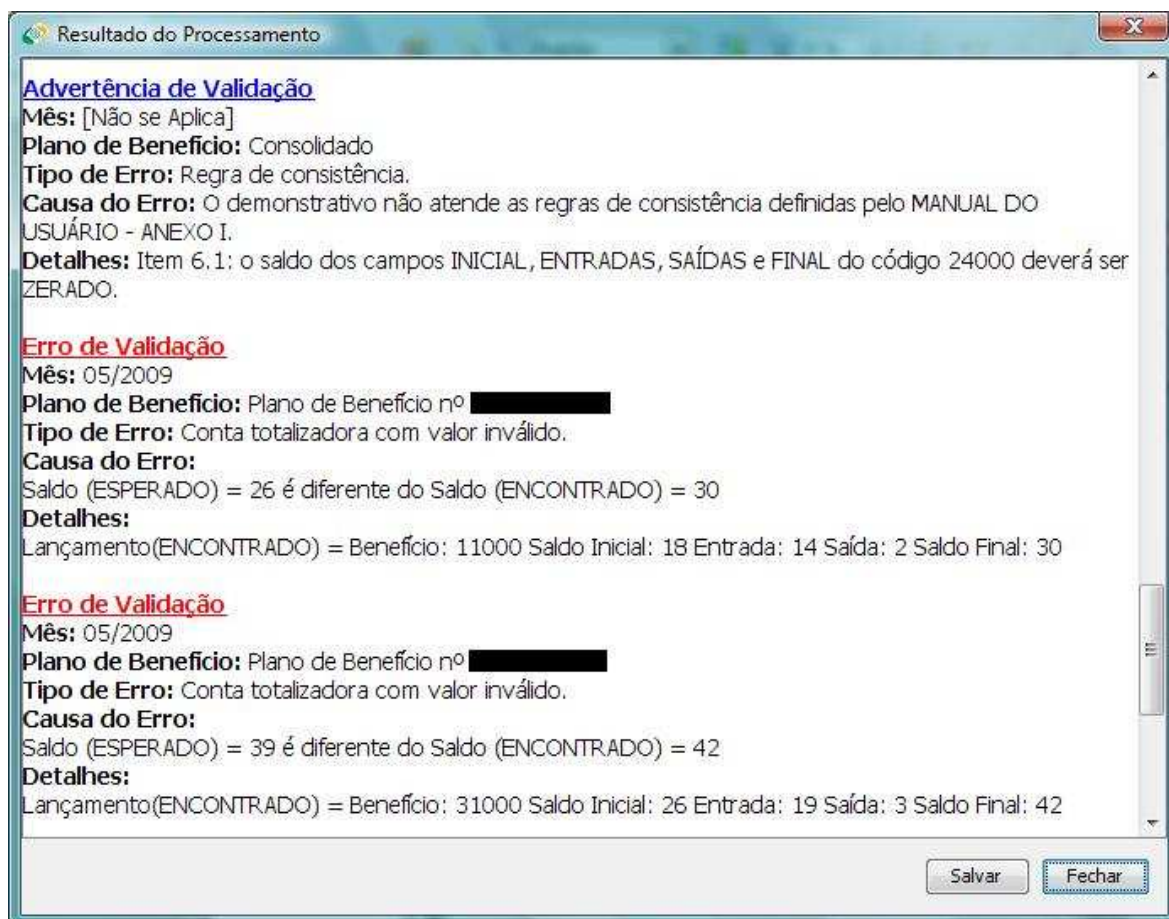 Resultado do Processamento
Advertência de Validação
Mês: [Não se Aplica]
Plano de Benefício: Consolidado
Tipo de Erro: Regra de consistência.
Causa do Erro: O demonstrativo não atende as regras de consistência definidas pelo MANUAL DO
USUÁRIO - ANEXO I.
Detalhes: Item 6.1: o saldo dos campos INICIAL, ENTRADAS, SAÍDAS e FINAL do código 24000 deverá ser
ZERADO.
Erro de Validação
Mês: 05/2009
Plano de Benefício: Plano de Benefício nº
Tipo de Erro: Conta totalizadora com valor inválido.
Causa do Erro:
Saldo (ESPERADO) = 26 é diferente do Saldo (ENCONTRADO) = 30
Detalhes:
Lançamento(ENCONTRADO) = Benefício: 11000 Saldo Inicial: 18 Entrada: 14 Saída: 2 Saldo Final: 30
Erro de Validação
Mês: 05/2009
Plano de Benefício: Plano de Benefício nº
Tipo de Erro: Conta totalizadora com valor inválido.
Causa do Erro:
Saldo (ESPERADO) = 39 é diferente do Saldo (ENCONTRADO) = 42
Detalhes:
Lançamento(ENCONTRADO) = Benefício: 31000 Saldo Inicial: 26 Entrada: 19 Saída: 3 Saldo Final: 42
Salvar Fechar